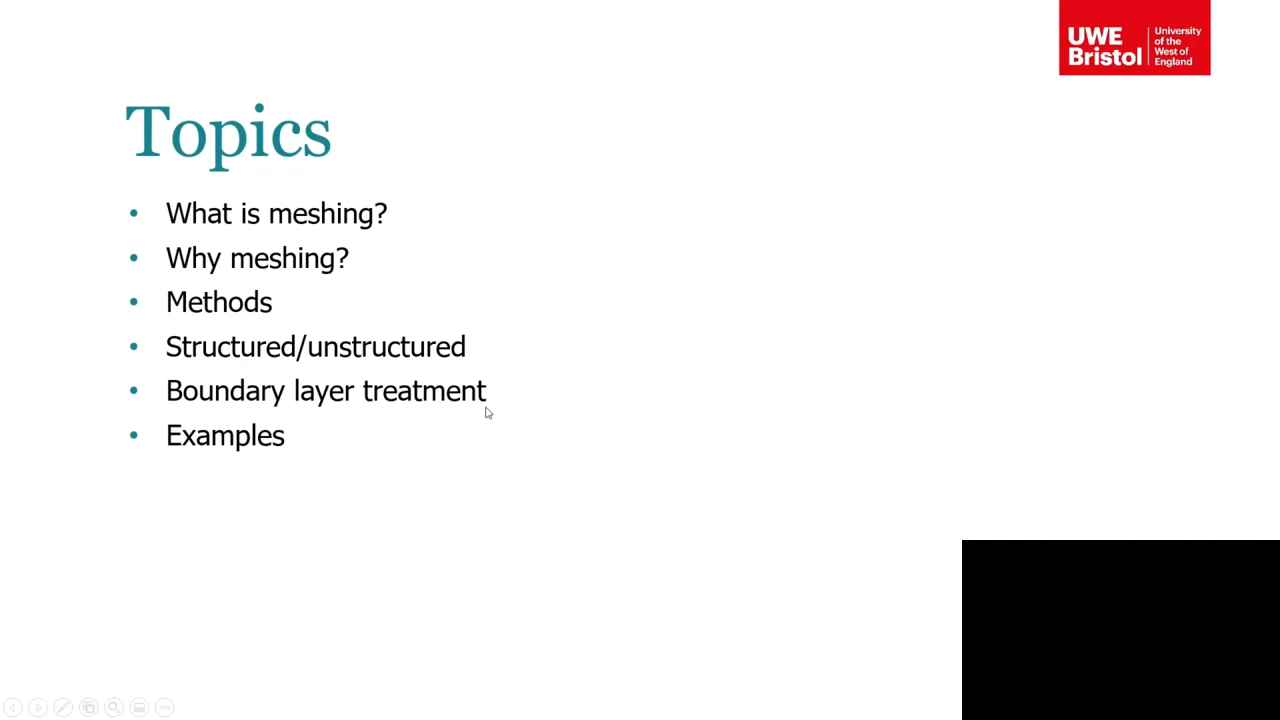 UWE
Bristol
University
of the
West of
England
Topics
• What is meshing?
• Why meshing?
• Methods
• Structured/unstructured
• Boundary layer treatment
• Examples